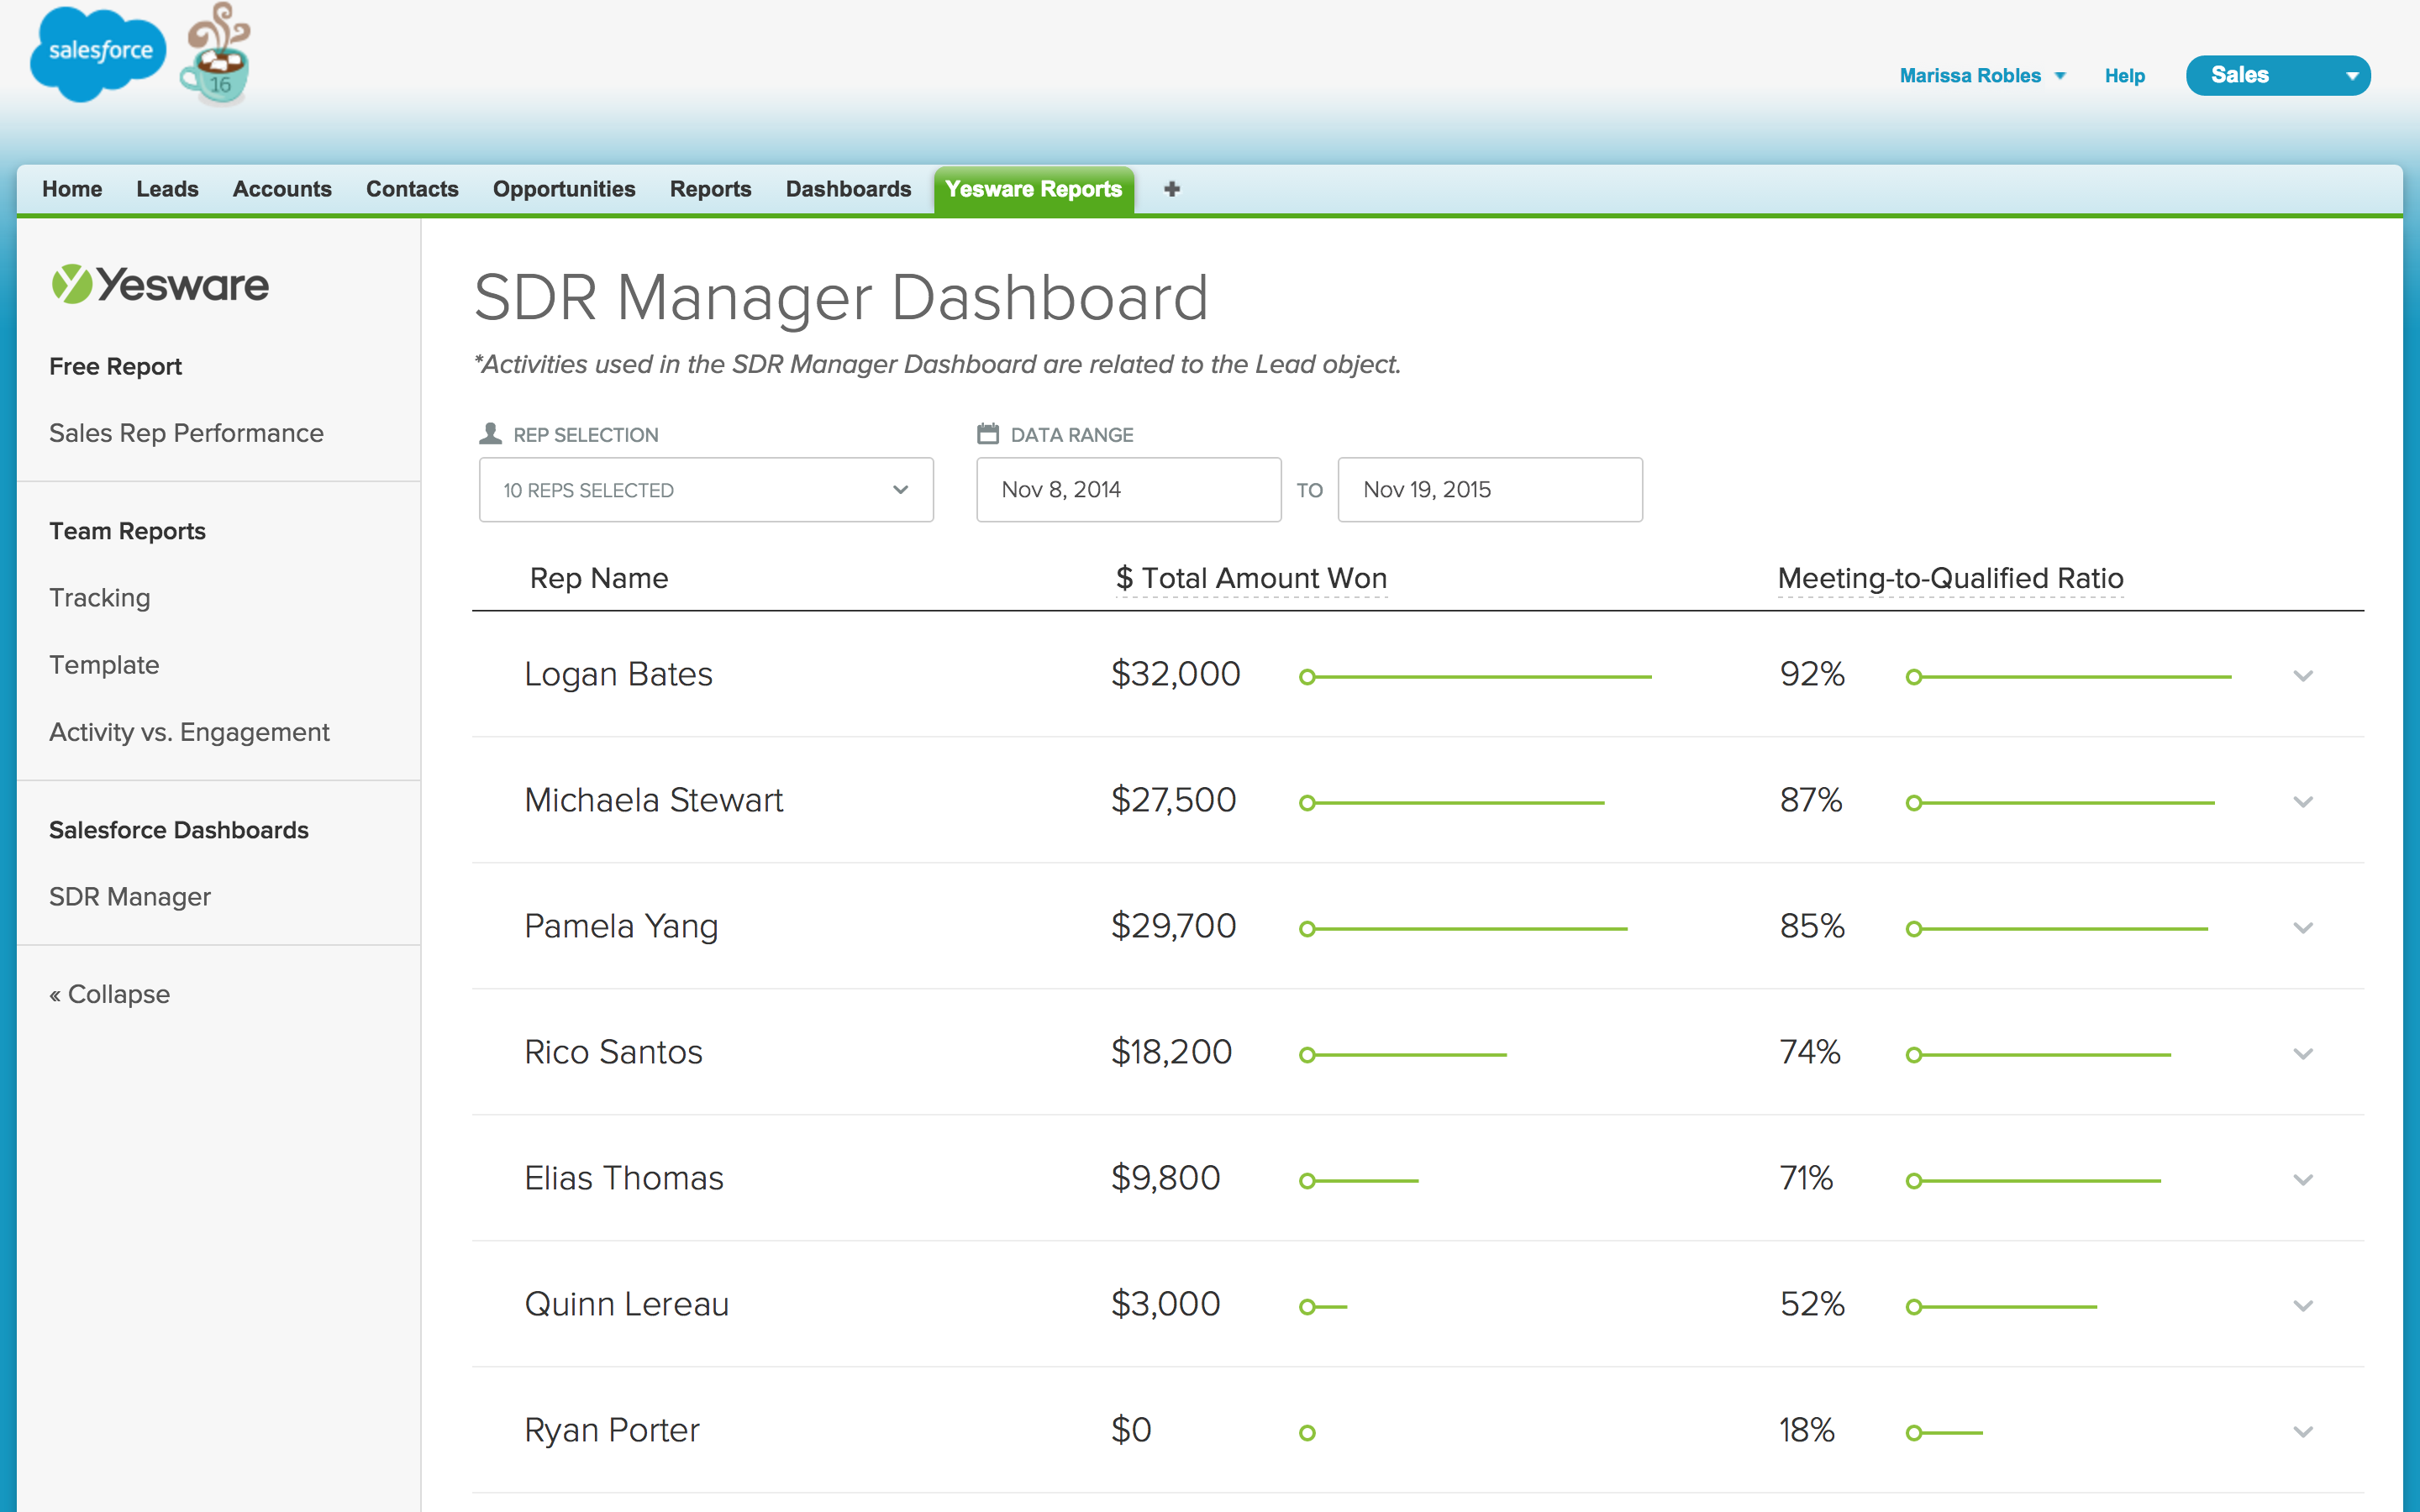 salesforce
16
Marissa Robles
Help
Sales
Home Leads Accounts Contacts Opportunities Reports Dashboards Yesware Reports +
Yesware
Free Report
Sales Rep Performance
Team Reports
Tracking
Template
Activity vs. Engagement
Salesforce Dashboards
SDR Manager
« Collapse
SDR Manager Dashboard
*Activities used in the SDR Manager Dashboard are related to the Lead object.
REP SELECTION
DATA RANGE
10 REPS SELECTED
Nov 8, 2014 TO Nov 19, 2015
Rep Name $ Total Amount Won Meeting-to-Qualified Ratio
Logan Bates $32,000 92%
Michaela Stewart $27,500 87%
Pamela Yang $29,700 85%
Rico Santos $18,200 74%
Elias Thomas $9,800 71%
Quinn Lereau $3,000 52%
Ryan Porter $0 18%